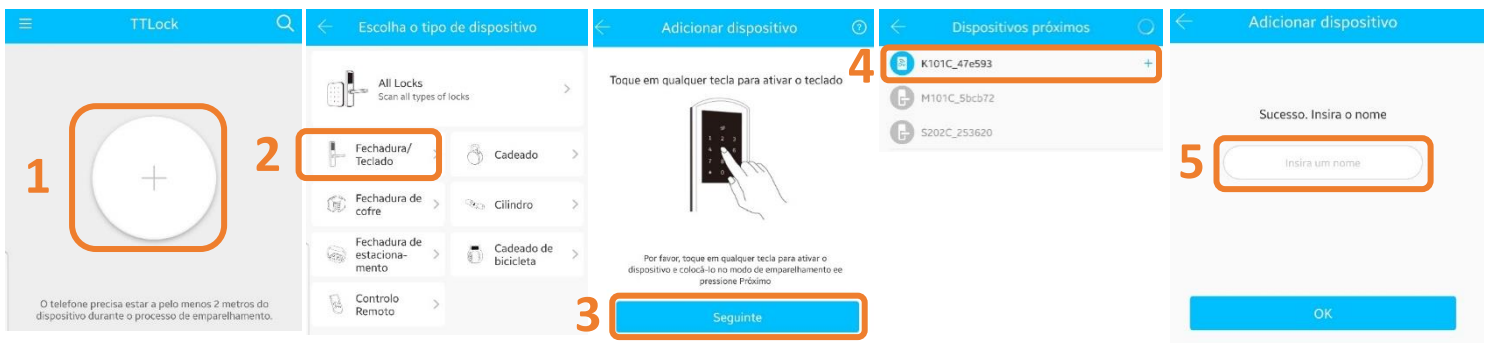 TTLock
1
O telefone precisa estar a pelo menos 2 metros do
dispositivo durante o processo de emparelhamento.
Escolha o tipo de dispositivo
All Locks
Scan all types of locks
2
Fechadura/
Teclado
Cadeado
Fechadura de
cofre
Cilindro
Fechadura de
estaciona-
mento
Cadeado de
bicicleta
Controlo
Remoto
Adicionar dispositivo
?
Toque em qualquer tecla para ativar o teclado
Por favor, toque em qualquer tecla para ativar o
dispositivo e colocá-lo no modo de emparelhamento ee
pressione Próximo
3
Seguinte
Dispositivos próximos
4
K101C_47e593
+
M101C_5bcb72
S202C_253620
Adicionar dispositivo
Sucesso. Insira o nome
5
Insira um nome
OK